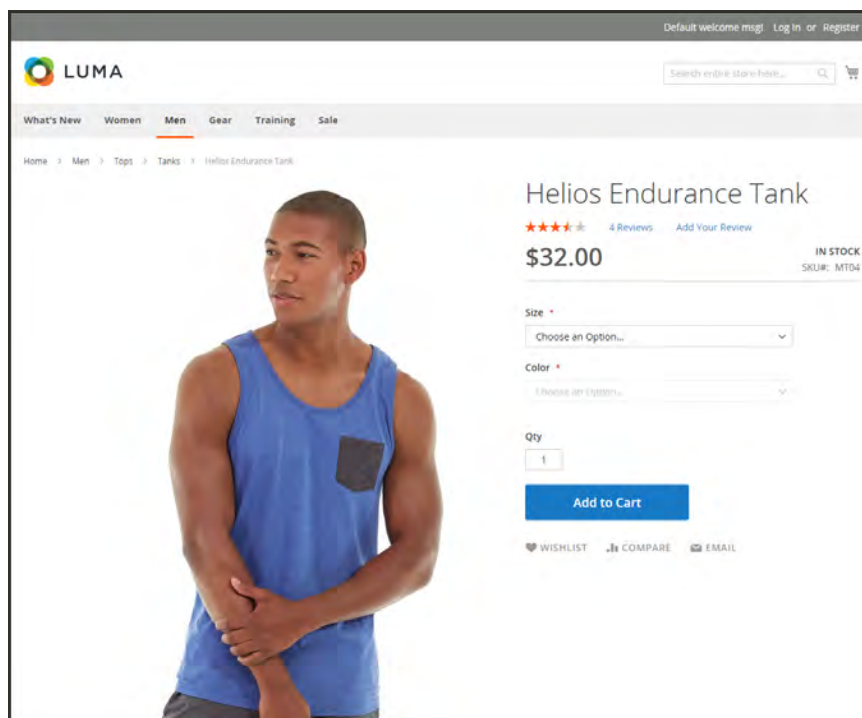 Default welcome msg! Log In or Register
LUMA
Search entire store here...
What's New Women Men Gear Training Sale
Home > Men > Tops > Tanks > Helios Endurance Tank
Helios Endurance Tank
4 Reviews Add Your Review
$32.00
IN STOCK
SKU#: MT04
Size *
Choose an Option...
Color *
Choose an Option...
Qty
1
Add to Cart
WISHLIST COMPARE EMAIL